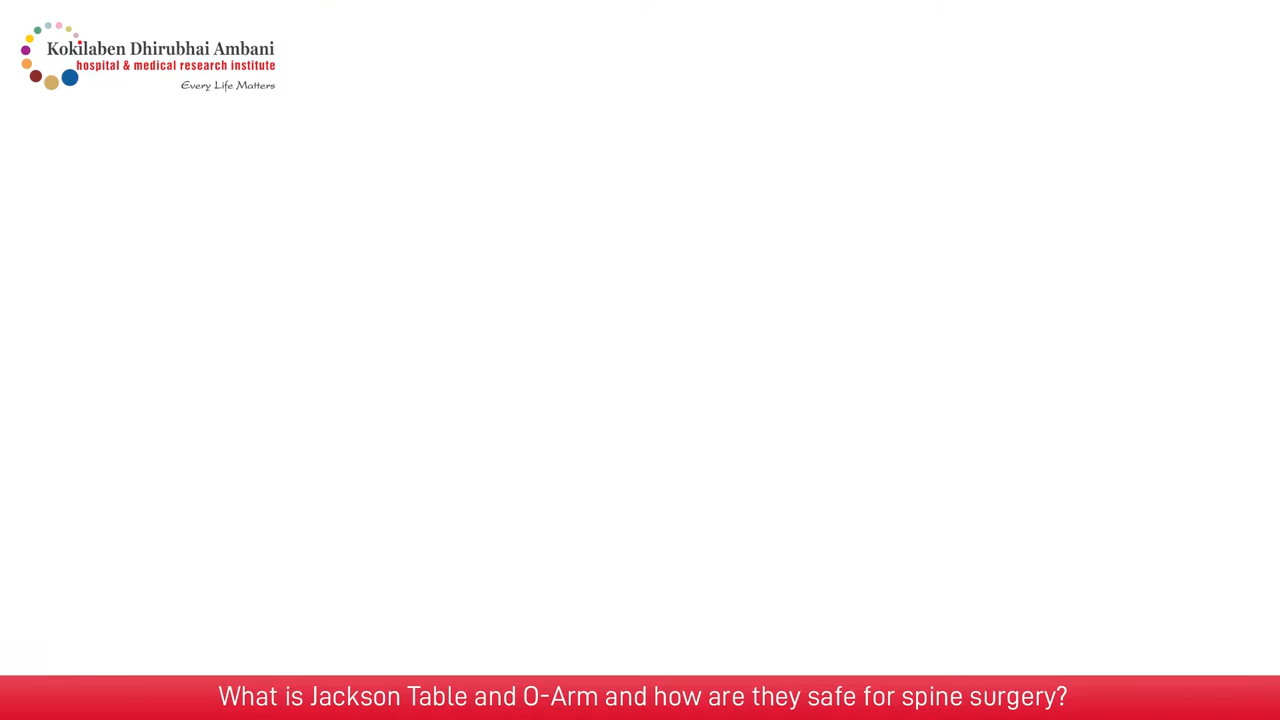 Kokilaben Dhirubhai Ambani
hospital & medical research institute
Every Life Matters
What is Jackson Table and O-Arm and how are they safe for spine surgery?